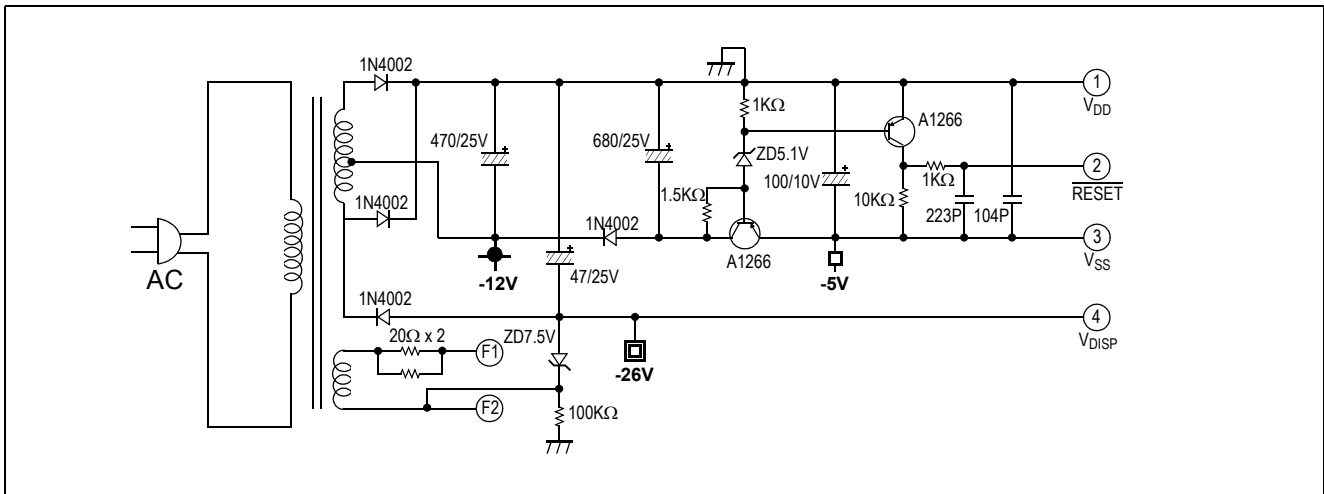 AC
1N4002
1N4002
1N4002
470/25V
+
-12V
47/25V
+
1N4002
680/25V
+
1.5KΩ
1KΩ
ZD5.1V
A1266
100/10V
+
-5V
A1266
10KΩ
1KΩ
223P
104P
1
VDD
2
RESET
3
VSS
4
VDISP
20Ω x 2
F1
F2
ZD7.5V
100KΩ
-26V